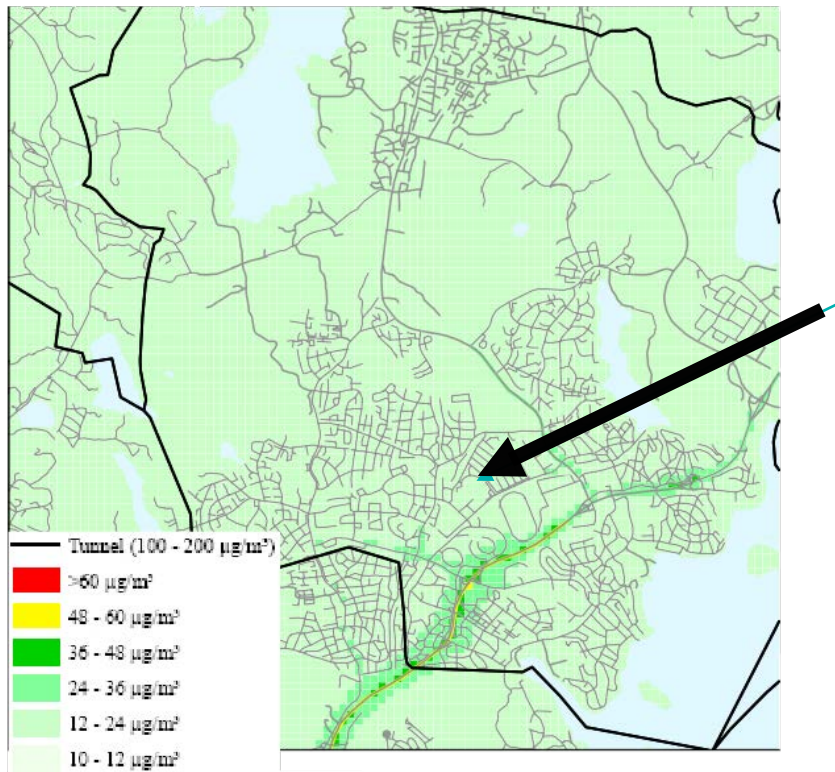 Tunnel (100 - 200 µg/m³)
>60 µg/m³
48 - 60 µg/m³
36 - 48 µg/m³
24 - 36 µg/m³
12 - 24 µg/m³
10 - 12 µg/m³